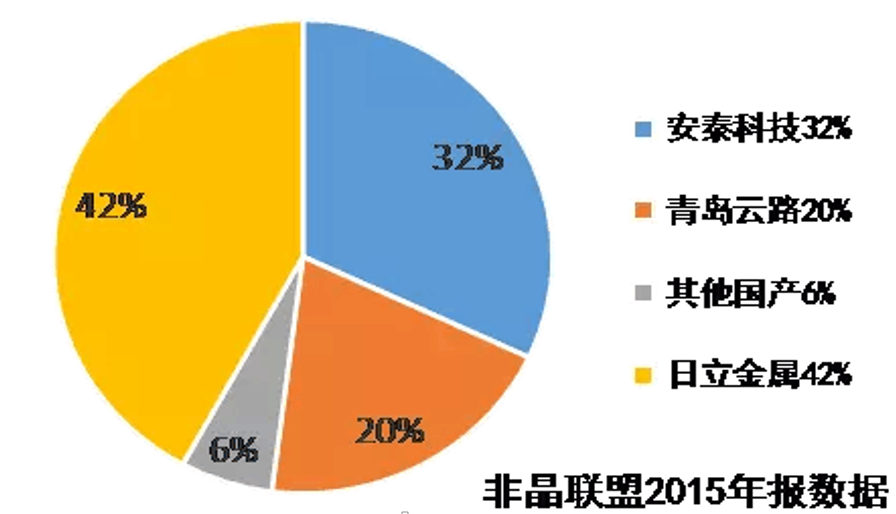 32%
42%
20%
6%
安泰科技32%
青岛云路20%
其他国产6%
日立金属42%
非晶联盟2015年报数据